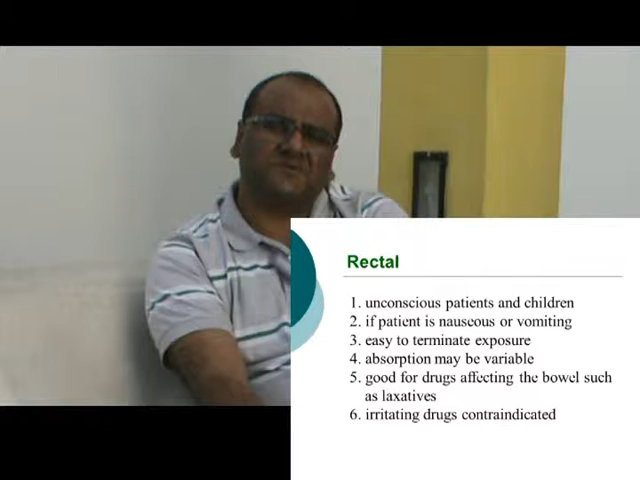 Rectal
1. unconscious patients and children
2. if patient is nauseous or vomiting
3. easy to terminate exposure
4. absorption may be variable
5. good for drugs affecting the bowel such
as laxatives
6. irritating drugs contraindicated